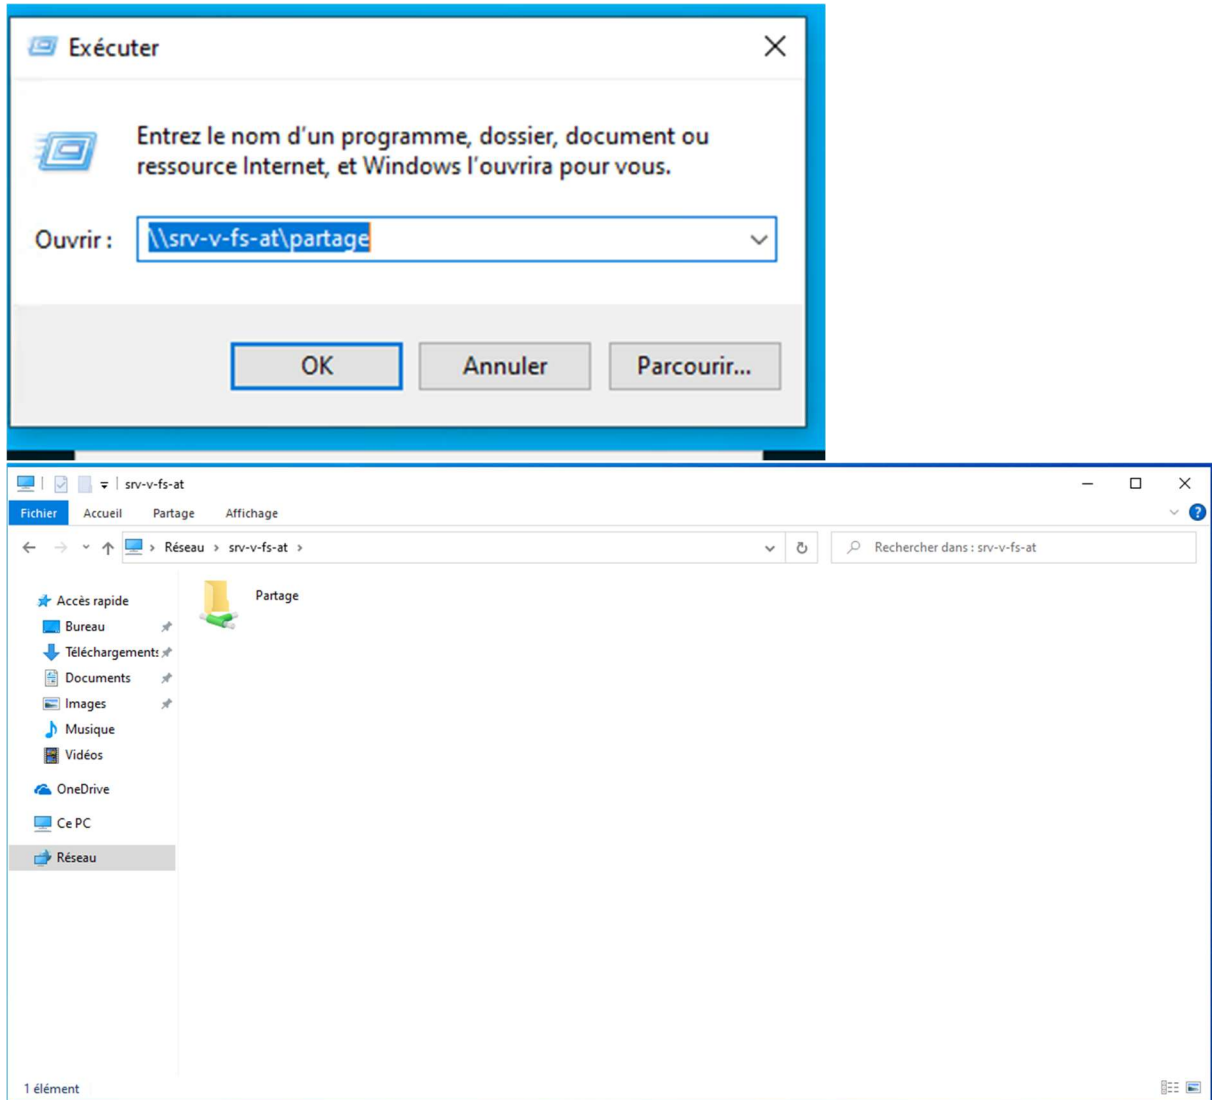 Exécuter
Entrez le nom d'un programme, dossier, document ou
ressource Internet, et Windows l'ouvrira pour vous.
Ouvrir :
\\srv-v-fs-at\partage
OK
Annuler
Parcourir...
srv-v-fs-at
Fichier
Accueil
Partage
Affichage
Réseau
srv-v-fs-at
Rechercher dans : srv-v-fs-at
Accès rapide
Bureau
Téléchargements
Documents
Images
Musique
Vidéos
OneDrive
Ce PC
Réseau
Partage
1 élément